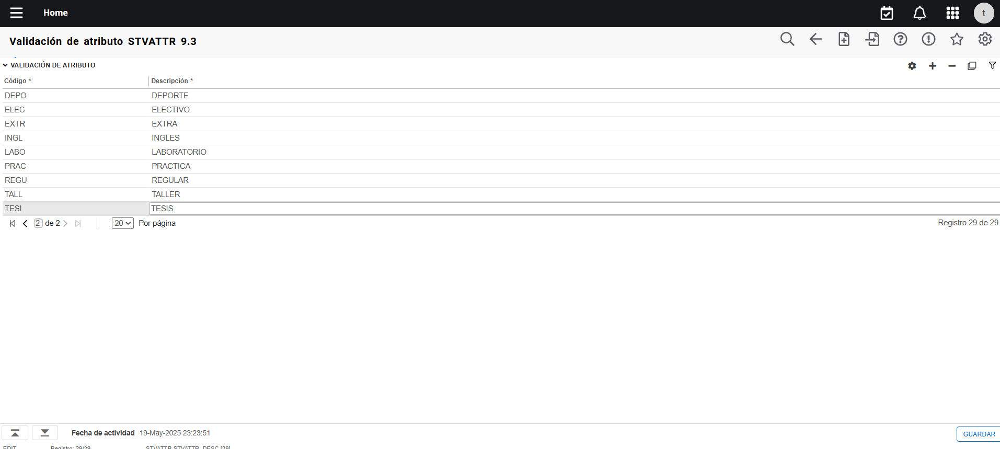 Home
t
Validación de atributo STVATTR 9.3
VALIDACIÓN DE ATRIBUTO
Código * Descripción *
DEPO DEPORTE
ELEC ELECTIVO
EXTR EXTRA
INGL INGLES
LABO LABORATORIO
PRAC PRACTICA
REGU REGULAR
TALL TALLER
TESI TESIS
2 de 2 20 Por página Registro 29 de 29
Fecha de actividad 19-May-2025 23:23:51
GUARDAR
EDIT Registro: 29/29 STVATTR.STVATTR_DESC [29]